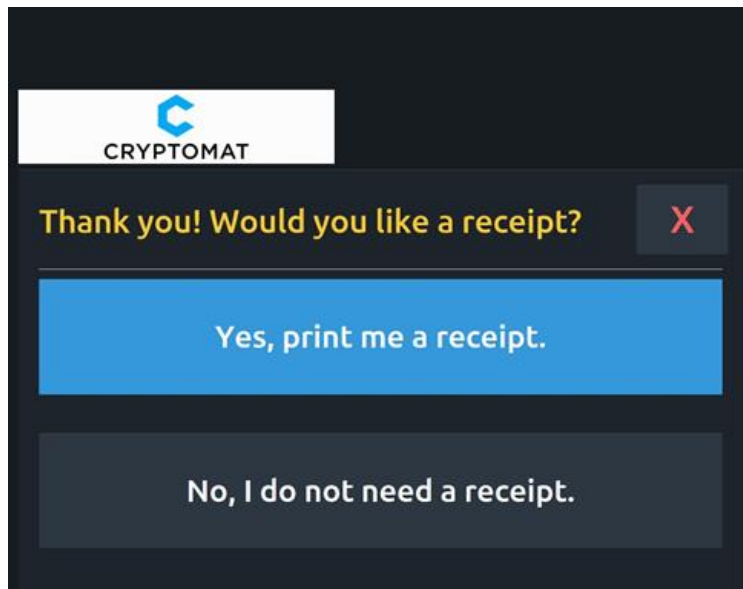 CRYPTOMAT
Thank you! Would you like a receipt?
X
Yes, print me a receipt.
No, I do not need a receipt.